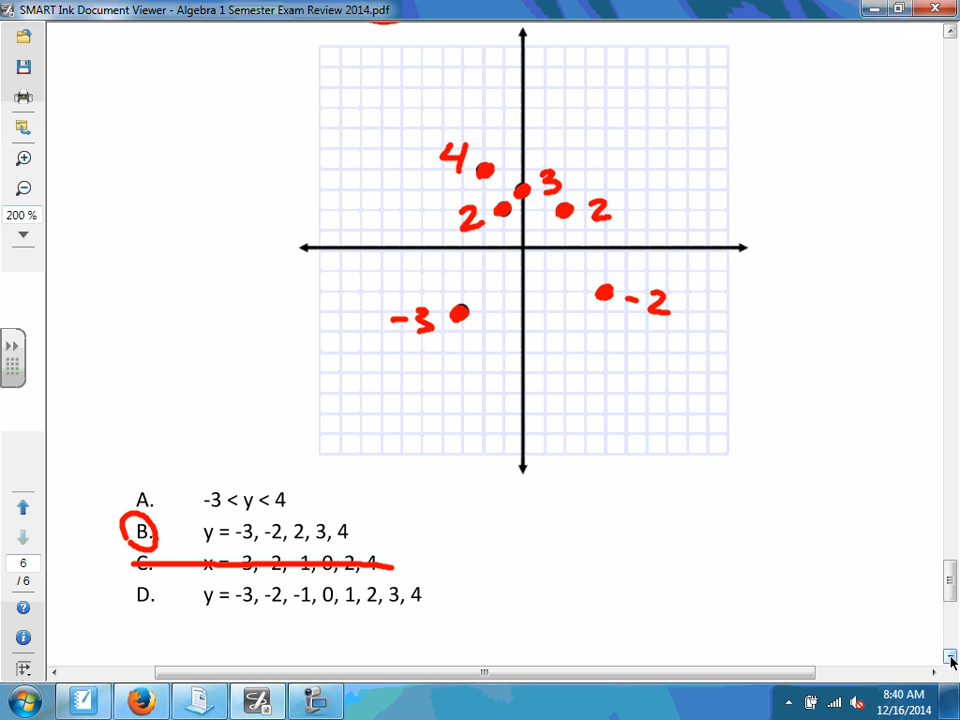 SMART Ink Document Viewer - Algebra 1 Semester Exam Review 2014.pdf
200 %
4
3
2
2
-3
-2
A. -3 < y < 4
B. y = -3, -2, 2, 3, 4
C. x = -3, -2, -1, 0, 2, 4
D. y = -3, -2, -1, 0, 1, 2, 3, 4
6
/ 6
8:40 AM
12/16/2014